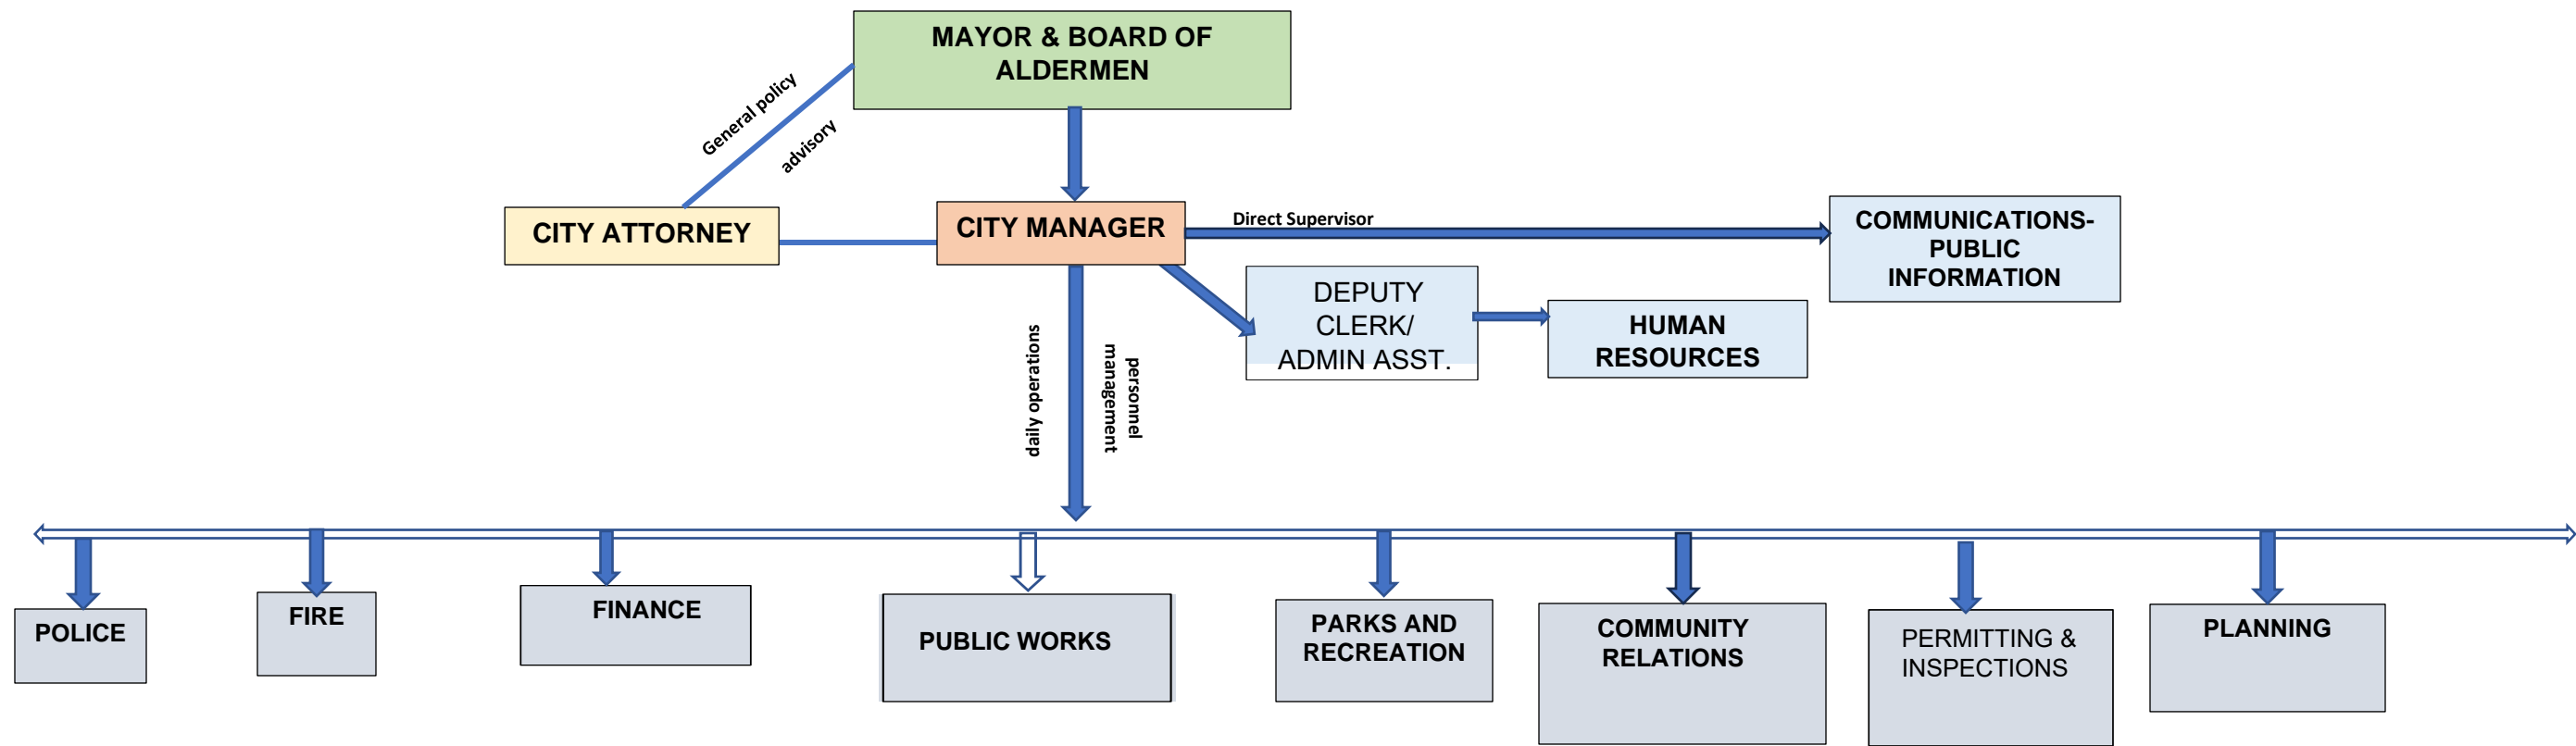 MAYOR & BOARD OF
ALDERMEN
General policy
advisory
CITY ATTORNEY
CITY MANAGER
Direct Supervisor
COMMUNICATIONS-
PUBLIC
INFORMATION
DEPUTY
CLERK/
ADMIN ASST.
HUMAN
RESOURCES
daily operations
personnel
management
POLICE
FIRE
FINANCE
PUBLIC WORKS
PARKS AND
RECREATION
COMMUNITY
RELATIONS
PERMITTING &
INSPECTIONS
PLANNING